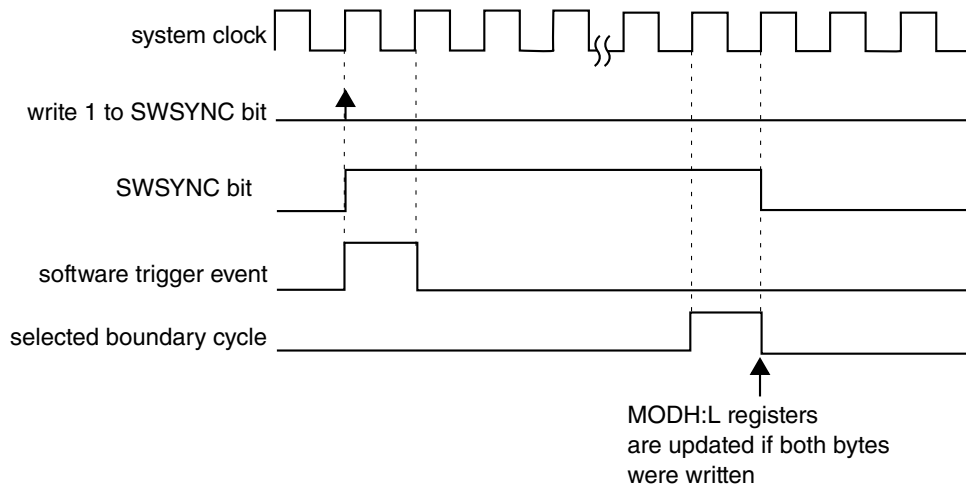 system clock
write 1 to SWSYNC bit
SWSYNC bit
software trigger event
selected boundary cycle
MODH:L registers
are updated if both bytes
were written